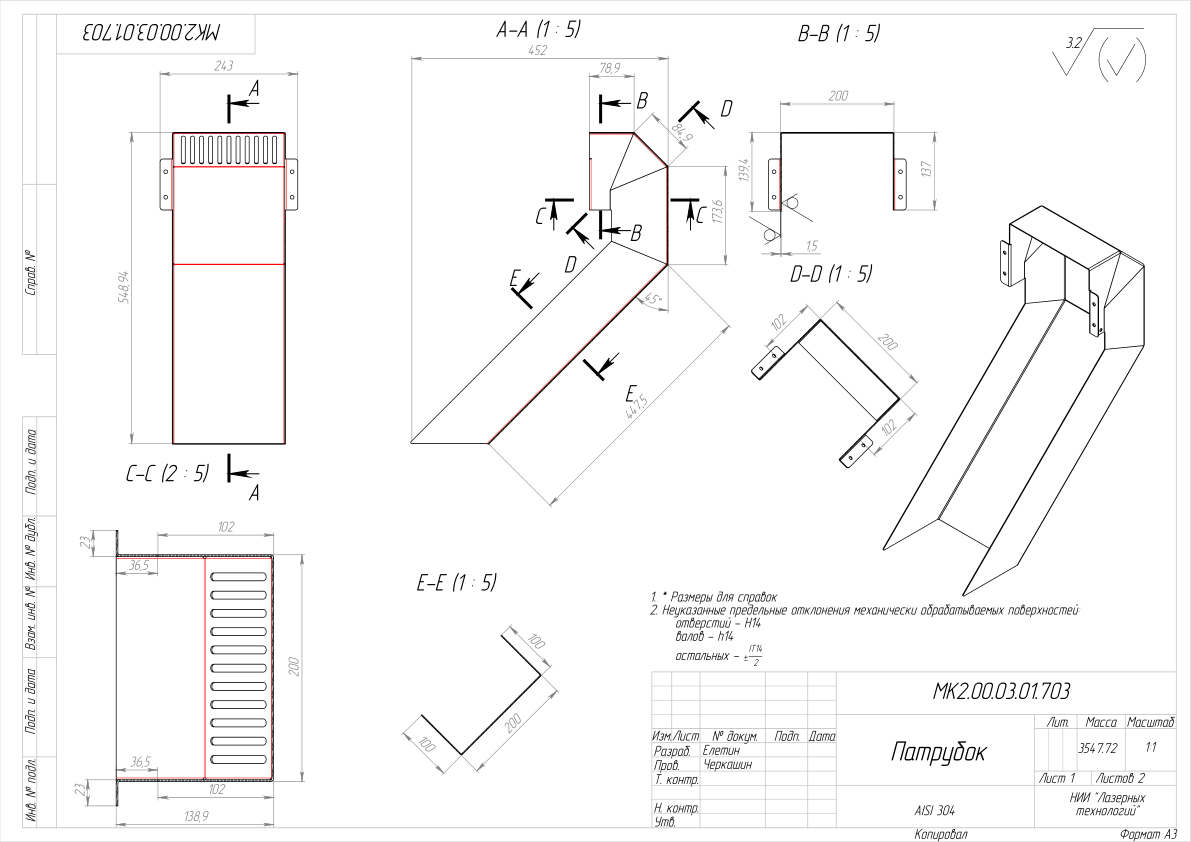 МК2.00.03.01.703
А–А (1 : 5)
B–B (1 : 5)
3.2
243
А
548,94
А
452
78,9
B
D
84,9
C
C
173,6
B
D
E
45°
E
447,5
200
139,4
137
1,5
D–D (1 : 5)
102
200
102
C–C (2 : 5)
23
102
36,5
200
36,5
23
102
138,9
E–E (1 : 5)
100
200
100
1. * Размеры для справок
2. Неуказанные предельные отклонения механически обрабатываемых поверхностей:
отверстий – H14
валов – h14
остальных – ± IT14/2
Справ. №
Подп. и дата
Инв. № дубл.
Взам. инв. №
Подп. и дата
Инв. № подл.
МК2.00.03.01.703
Изм. Лист № докум. Подп. Дата
Разраб. Елетин
Пров. Черкашин
Т. контр.
Н. контр.
Утв.
Патрубок
Лит. Масса Масштаб
3547.72 1:1
Лист 1 Листов 2
AISI 304
НИИ "Лазерных
технологий"
Копировал Формат А3